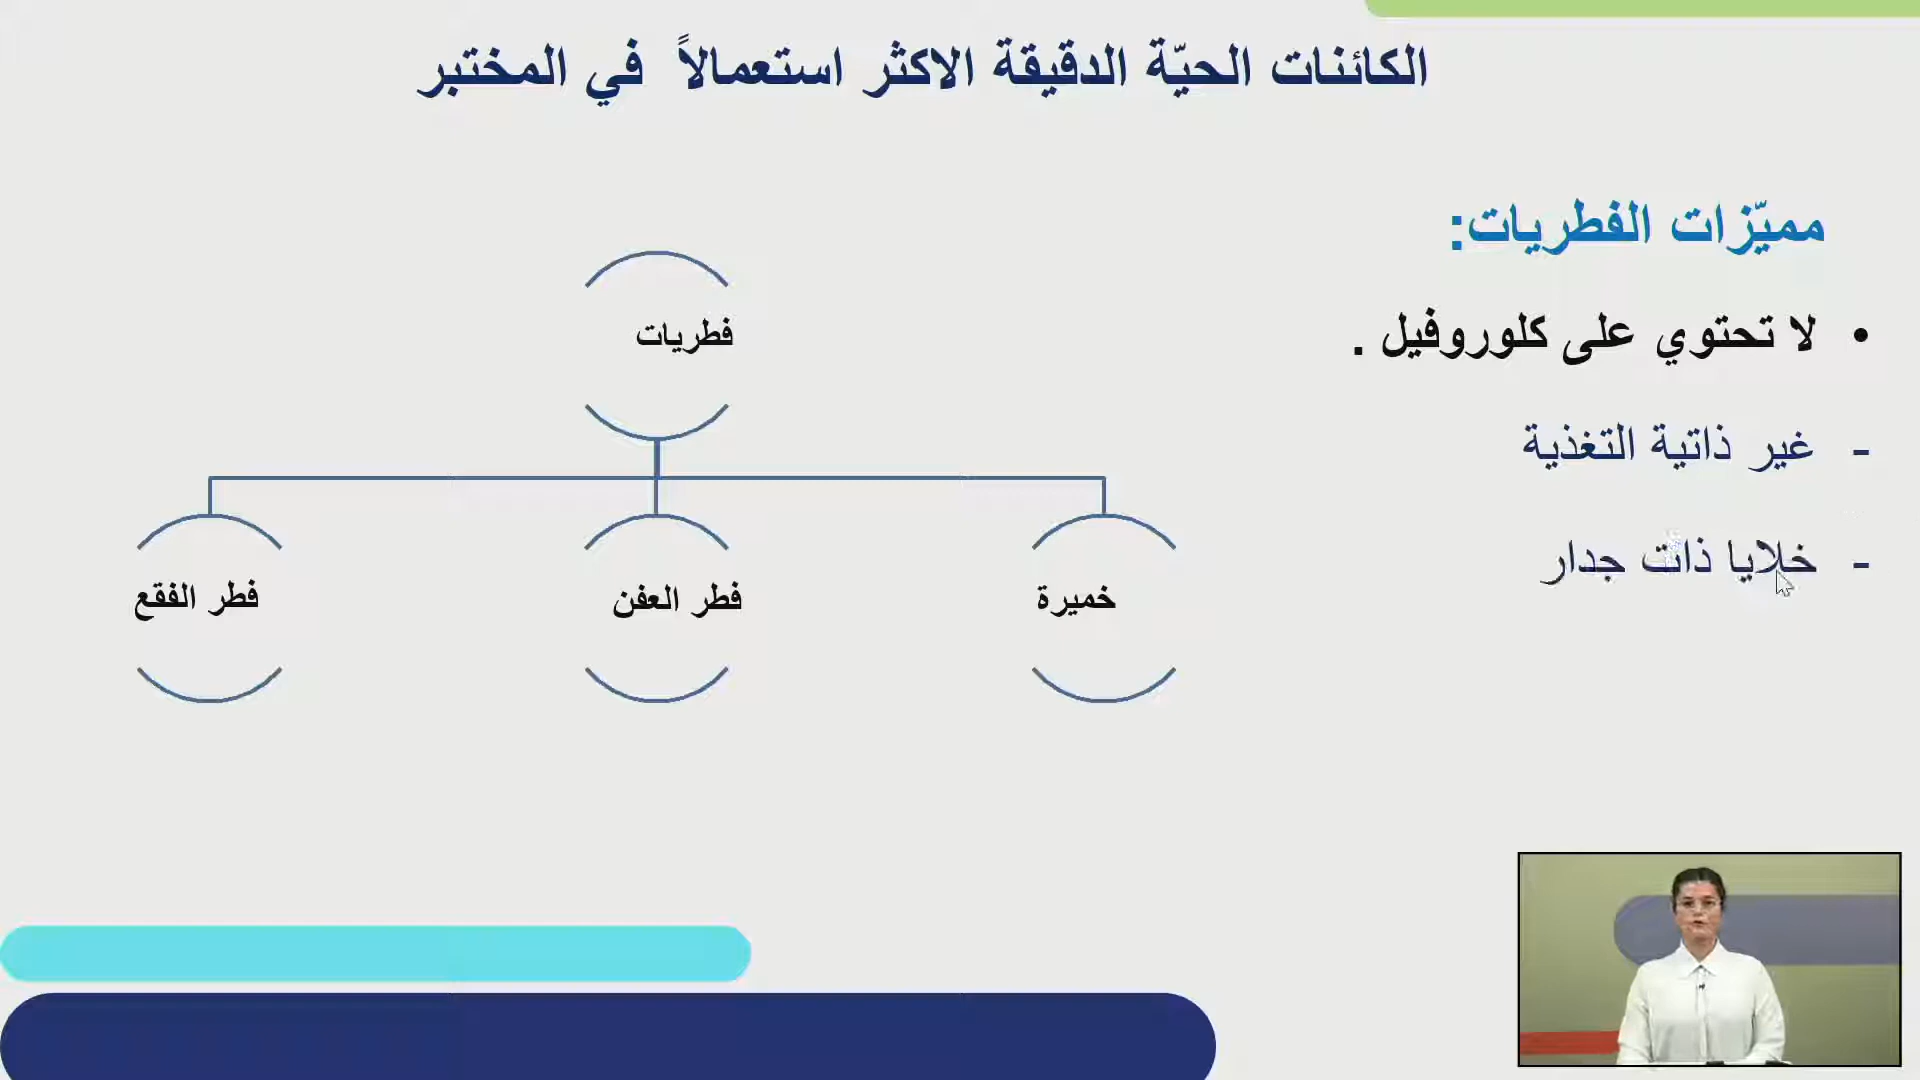 الكائنات الحيّة الدقيقة الاكثر استعمالاً في المختبر
مميّزات الفطريات:
• لا تحتوي على كلوروفيل .
- غير ذاتية التغذية
- خلايا ذات جدار
فطريات
خميرة
فطر العفن
فطر الفقع